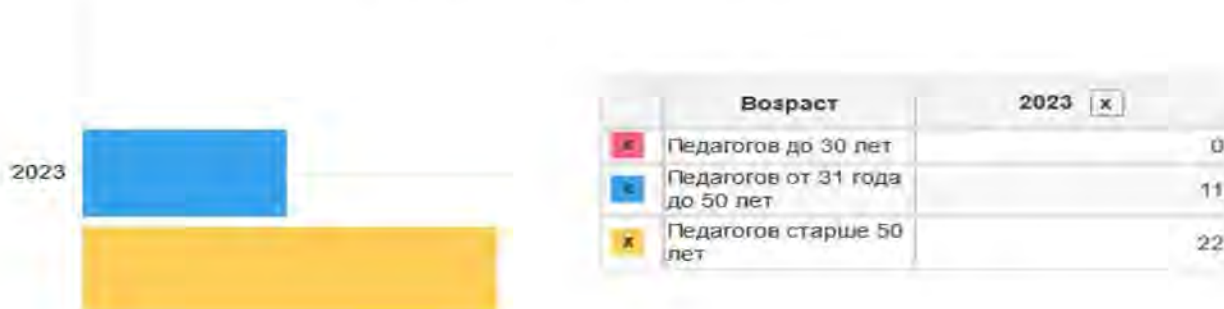 2023
Возраст 2023 x
x Педагогов до 30 лет 0
x Педагогов от 31 года
до 50 лет 11
x Педагогов старше 50
лет 22